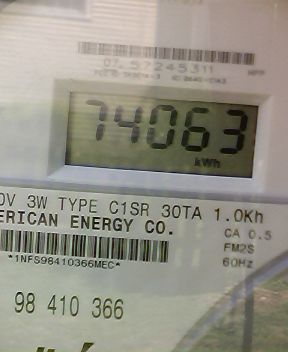 07 57245311
74063
kWh
0V 3W TYPE C1SR 30TA 1.0Kh
ERICAN ENERGY CO.
CA 0.5
FM2S
60Hz
*1NFS98410366MEC*
98 410 366